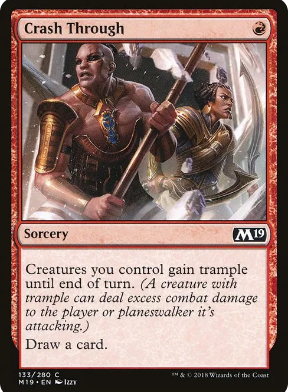 Crash Through
Sorcery
M19
Creatures you control gain trample
until end of turn. (A creature with
trample can deal excess combat damage
to the player or planeswalker it's
attacking.)
Draw a card.
133/280 C
M19 • EN Izzy
™ & © 2018 Wizards of the Coast